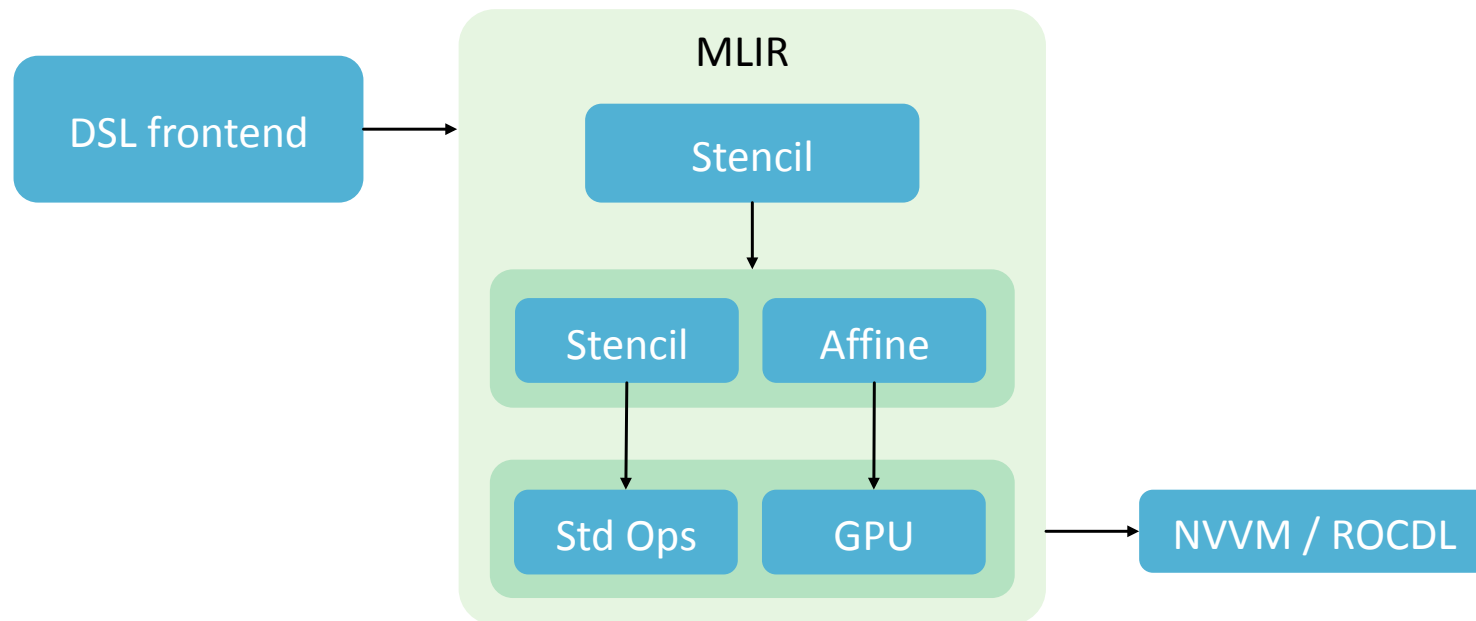 MLIR
DSL frontend
Stencil
Stencil
Affine
Std Ops
GPU
NVVM / ROCDL